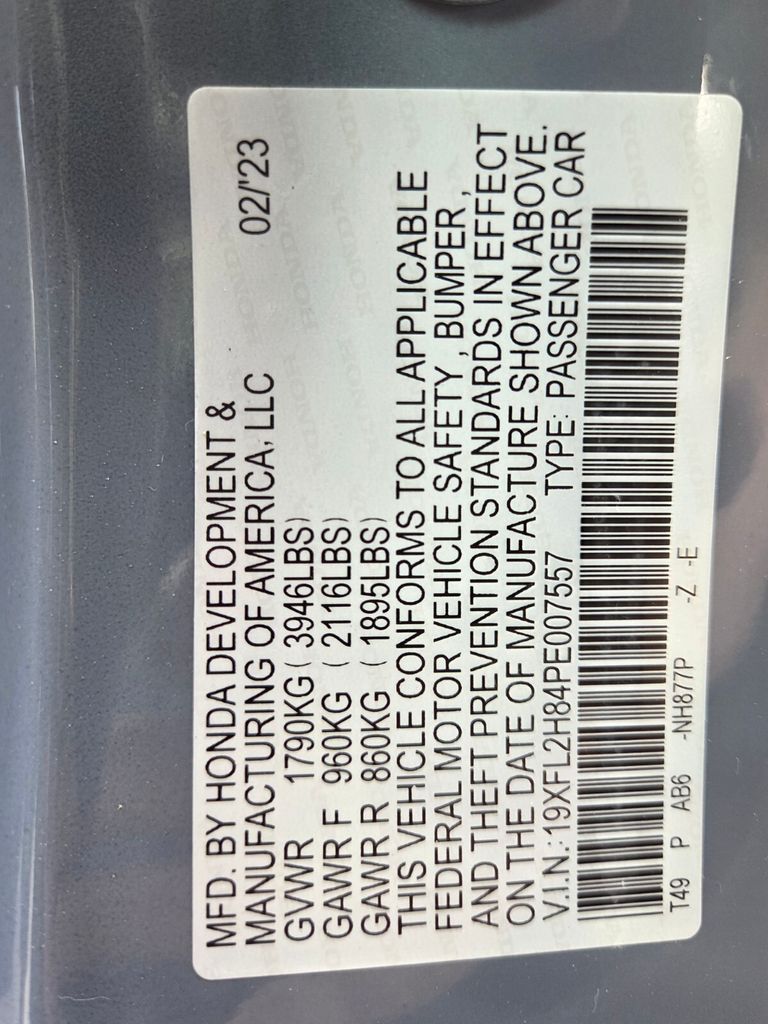 MFD. BY HONDA DEVELOPMENT &
MANUFACTURING OF AMERICA, LLC 02/'23
GVWR 1790KG (3946LBS)
GAWR F 960KG (2116LBS)
GAWR R 860KG (1895LBS)
THIS VEHICLE CONFORMS TO ALL APPLICABLE
FEDERAL MOTOR VEHICLE SAFETY , BUMPER ,
AND THEFT PREVENTION STANDARDS IN EFFECT
ON THE DATE OF MANUFACTURE SHOWN ABOVE.
V.I.N.:19XFL2H84PE007557 TYPE: PASSENGER CAR
T49 P AB6 -NH877P -Z -E